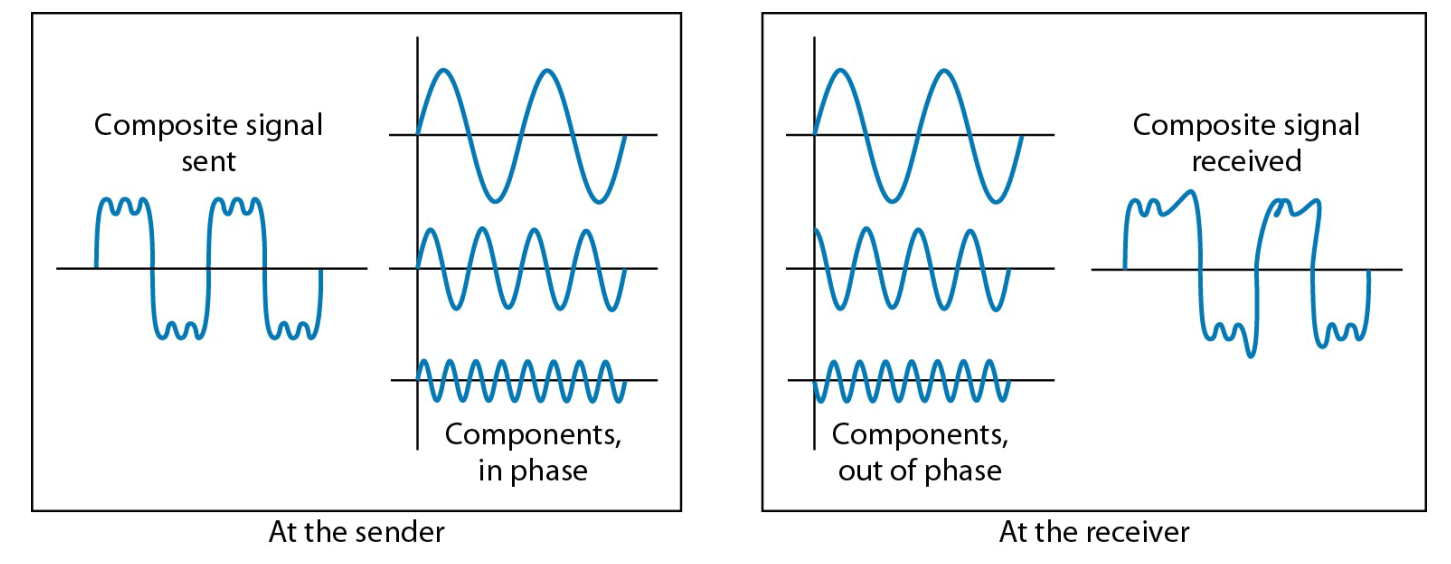 Composite signal
sent
Components,
in phase
At the sender
Composite signal
received
Components,
out of phase
At the receiver